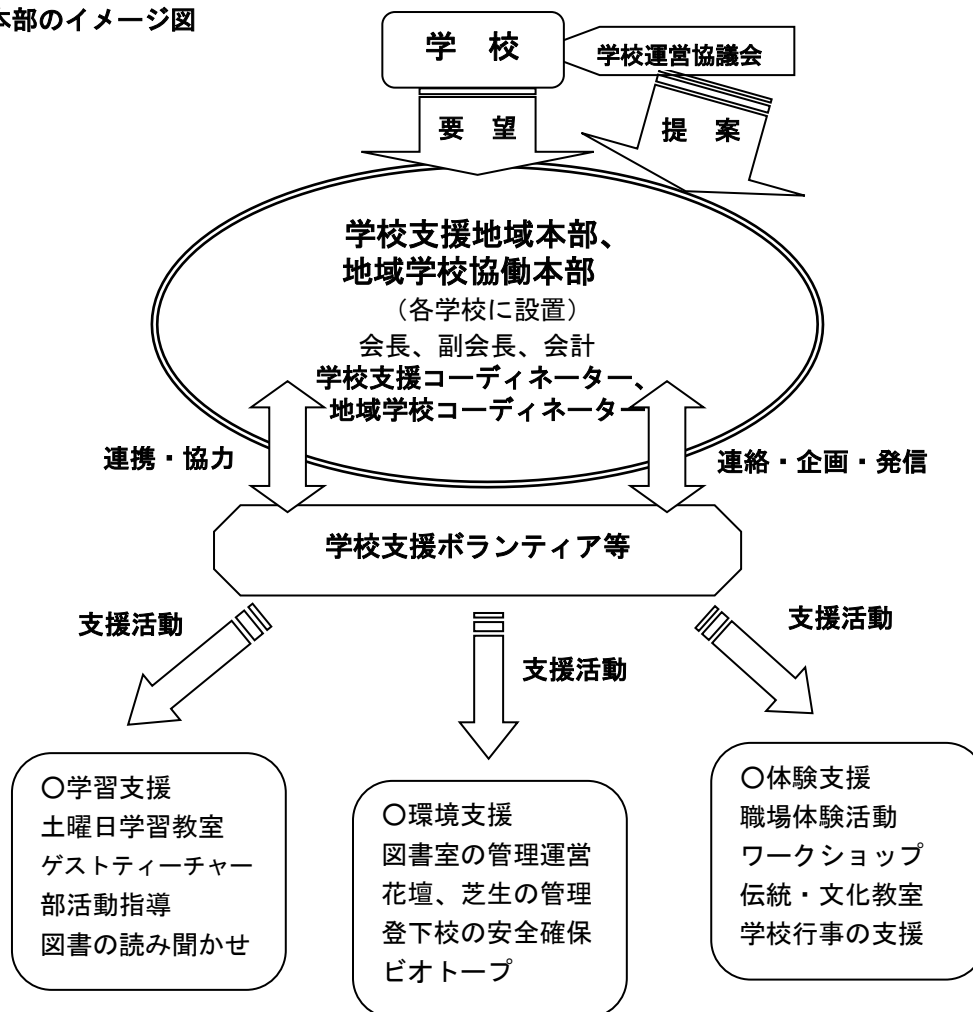 本部のイメージ図
学 校
学校運営協議会
要 望
提 案
学校支援地域本部、
地域学校協働本部
(各学校に設置)
会長、副会長、会計
学校支援コーディネーター、
地域学校コーディネーター
連携・協力
連絡・企画・発信
学校支援ボランティア等
支援活動
支援活動
支援活動
○学習支援
土曜日学習教室
ゲストティーチャー
部活動指導
図書の読み聞かせ
○環境支援
図書室の管理運営
花壇、芝生の管理
登下校の安全確保
ビオトープ
○体験支援
職場体験活動
ワークショップ
伝統・文化教室
学校行事の支援